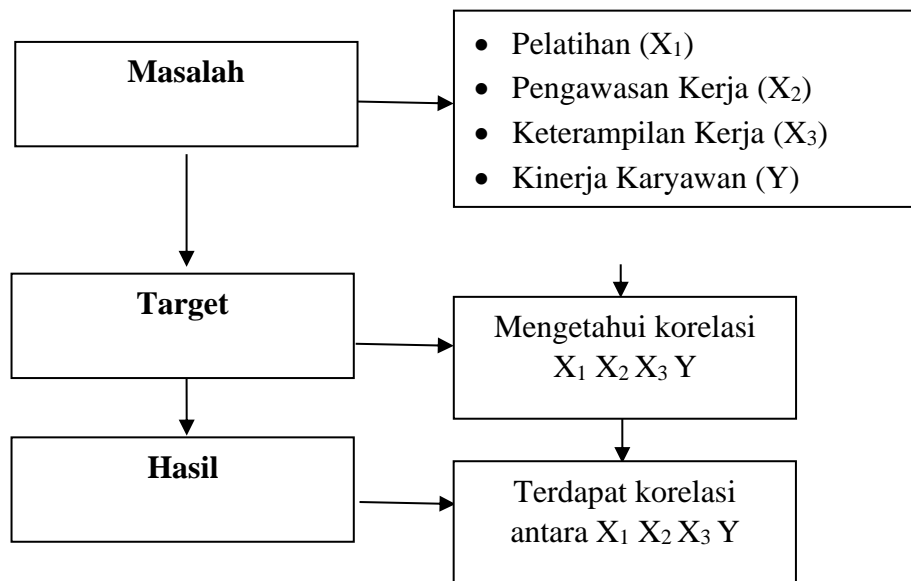 Masalah
• Pelatihan (X₁)
• Pengawasan Kerja (X₂)
• Keterampilan Kerja (X₃)
• Kinerja Karyawan (Y)
Target
Mengetahui korelasi
X₁ X₂ X₃ Y
Hasil
Terdapat korelasi
antara X₁ X₂ X₃ Y